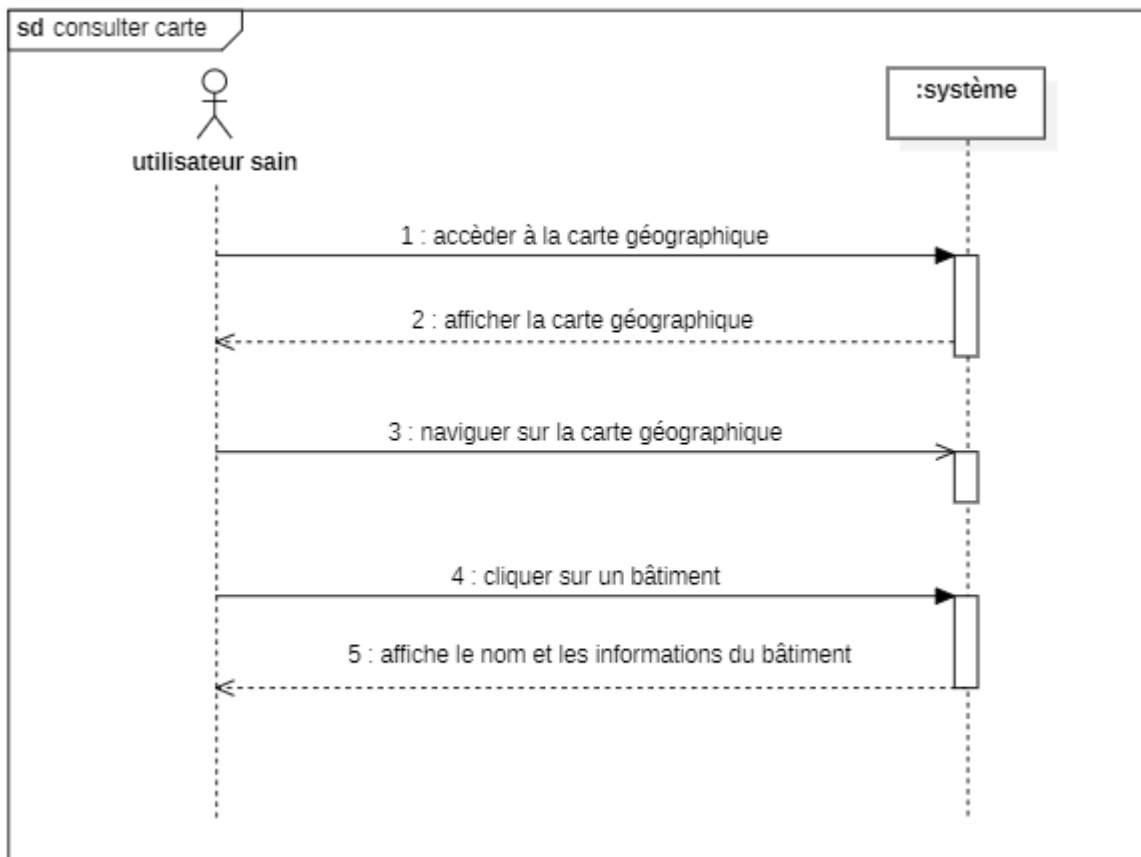 sd consulter carte
:système
utilisateur sain
1 : accèder à la carte géographique
2 : afficher la carte géographique
3 : naviguer sur la carte géographique
4 : cliquer sur un bâtiment
5 : affiche le nom et les informations du bâtiment